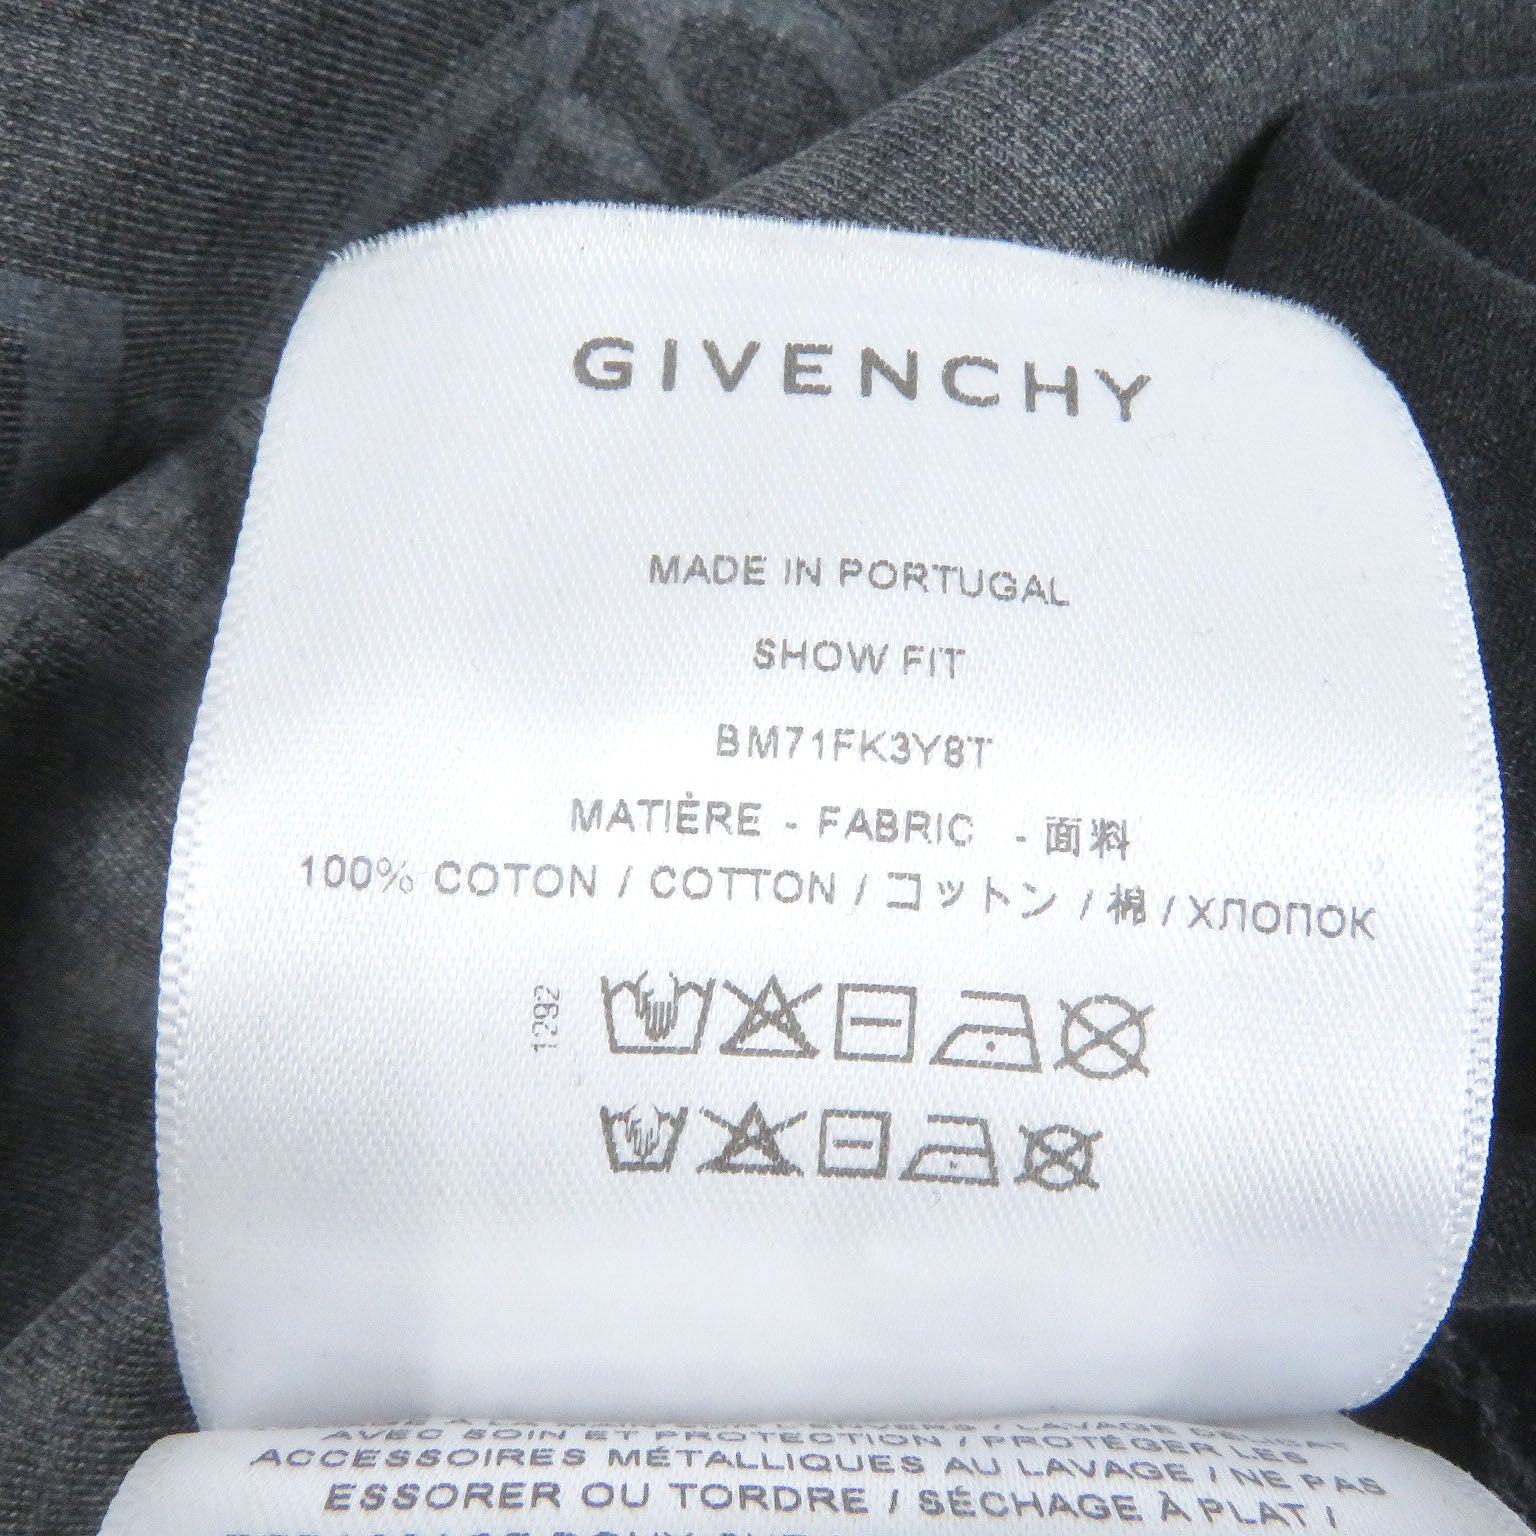 GIVENCHY
MADE IN PORTUGAL
SHOW FIT
BM71FK3Y8T
MATIÈRE - FABRIC - 面料
100% COTON / COTTON / コットン / 棉 / ХЛОПОК
1292
AVEC SOIN ET PROTECTION / PROTÉGER LES
ACCESSOIRES MÉTALLIQUES AU LAVAGE / NE PAS
ESSORER OU TORDRE / SÉCHAGE À PLAT /